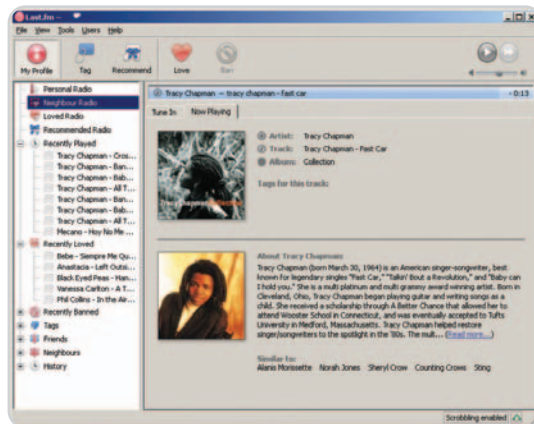 Last.fm -
File View Tools Users Help
My Profile Tag Recommend Love Ban
Personal Radio
Neighbour Radio
Loved Radio
Recommended Radio
Recently Played
Tracy Chapman - Cros...
Tracy Chapman - Ban...
Tracy Chapman - Bab...
Tracy Chapman - All T...
Tracy Chapman - Ban...
Tracy Chapman - Bab...
Tracy Chapman - All T...
Mecano - Hoy No Me ...
Recently Loved
Bebe - Siempre Me Qu...
Anastacia - Left Outsi...
Black Eyed Peas - Han...
Vanessa Carlton - A T...
Phil Collins - In the Air...
Recently Banned
Tags
Friends
Neighbours
History
Tracy Chapman - tracy chapman - fast car
- 0:13
Tune In Now Playing
Tracy Chapman collection
Artist: Tracy Chapman
Track: Tracy Chapman - Fast Car
Album: Collection
Tags for this track:
About Tracy Chapman:
Tracy Chapman (born March 30, 1964) is an American singer-songwriter, best
known for legendary singles "Fast Car," "Talkin' Bout a Revolution," and "Baby can
I hold you." She is a multi platinum and multi grammy award winning artist. Born in
Cleveland, Ohio, Tracy Chapman began playing guitar and writing songs as a
child. She received a scholarship through A Better Chance that allowed her to
attend Wooster School in Connecticut, and was eventually accepted to Tufts
University in Medford, Massachusetts. Tracy Chapman helped restore
singer/songwriters to the spotlight in the '80s. The mult... (Read more...)
Similar to:
Alanis Morissette Norah Jones Sheryl Crow Counting Crows Sting
Scrobbling enabled